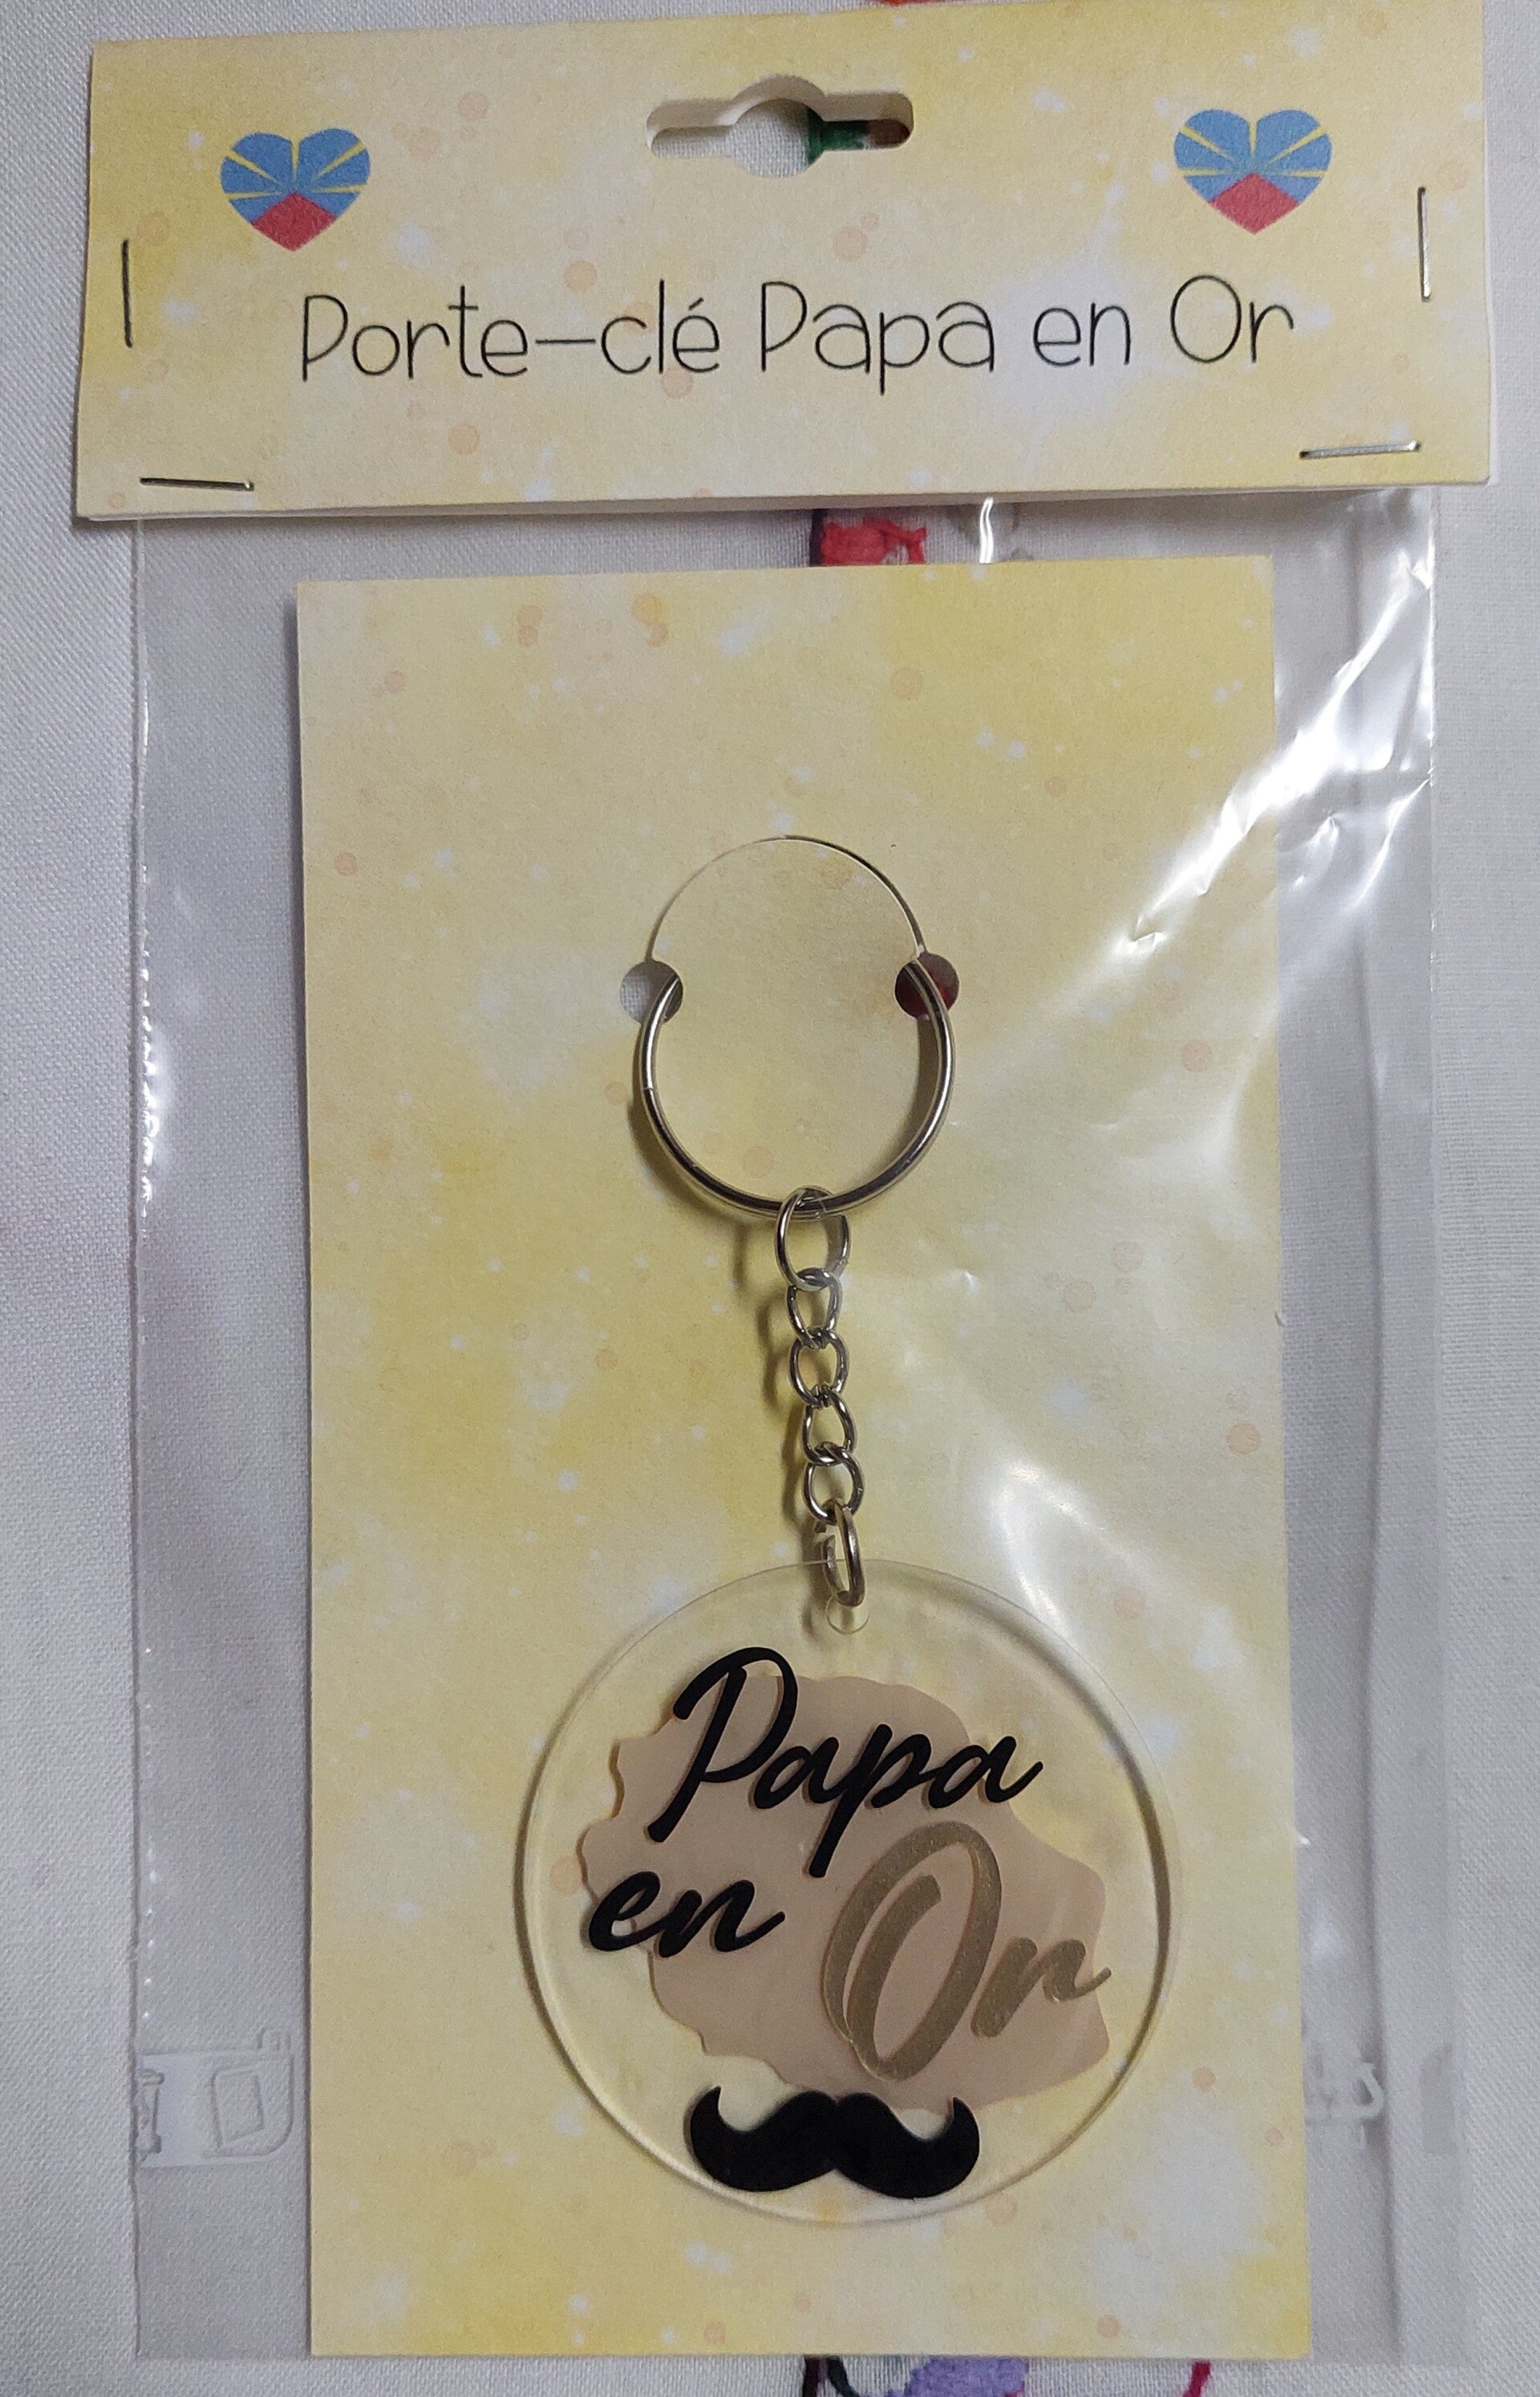 Porte-clé Papa en Or
Papa
en Or